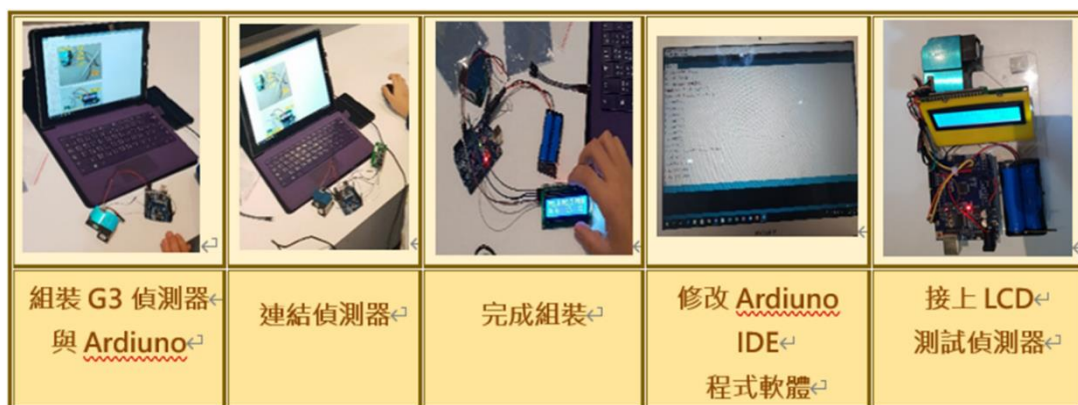 組裝 G3 偵測器
與 Ardiuno
連結偵測器
完成組裝
修改 Ardiuno
IDE
程式軟體
接上 LCD
測試偵測器